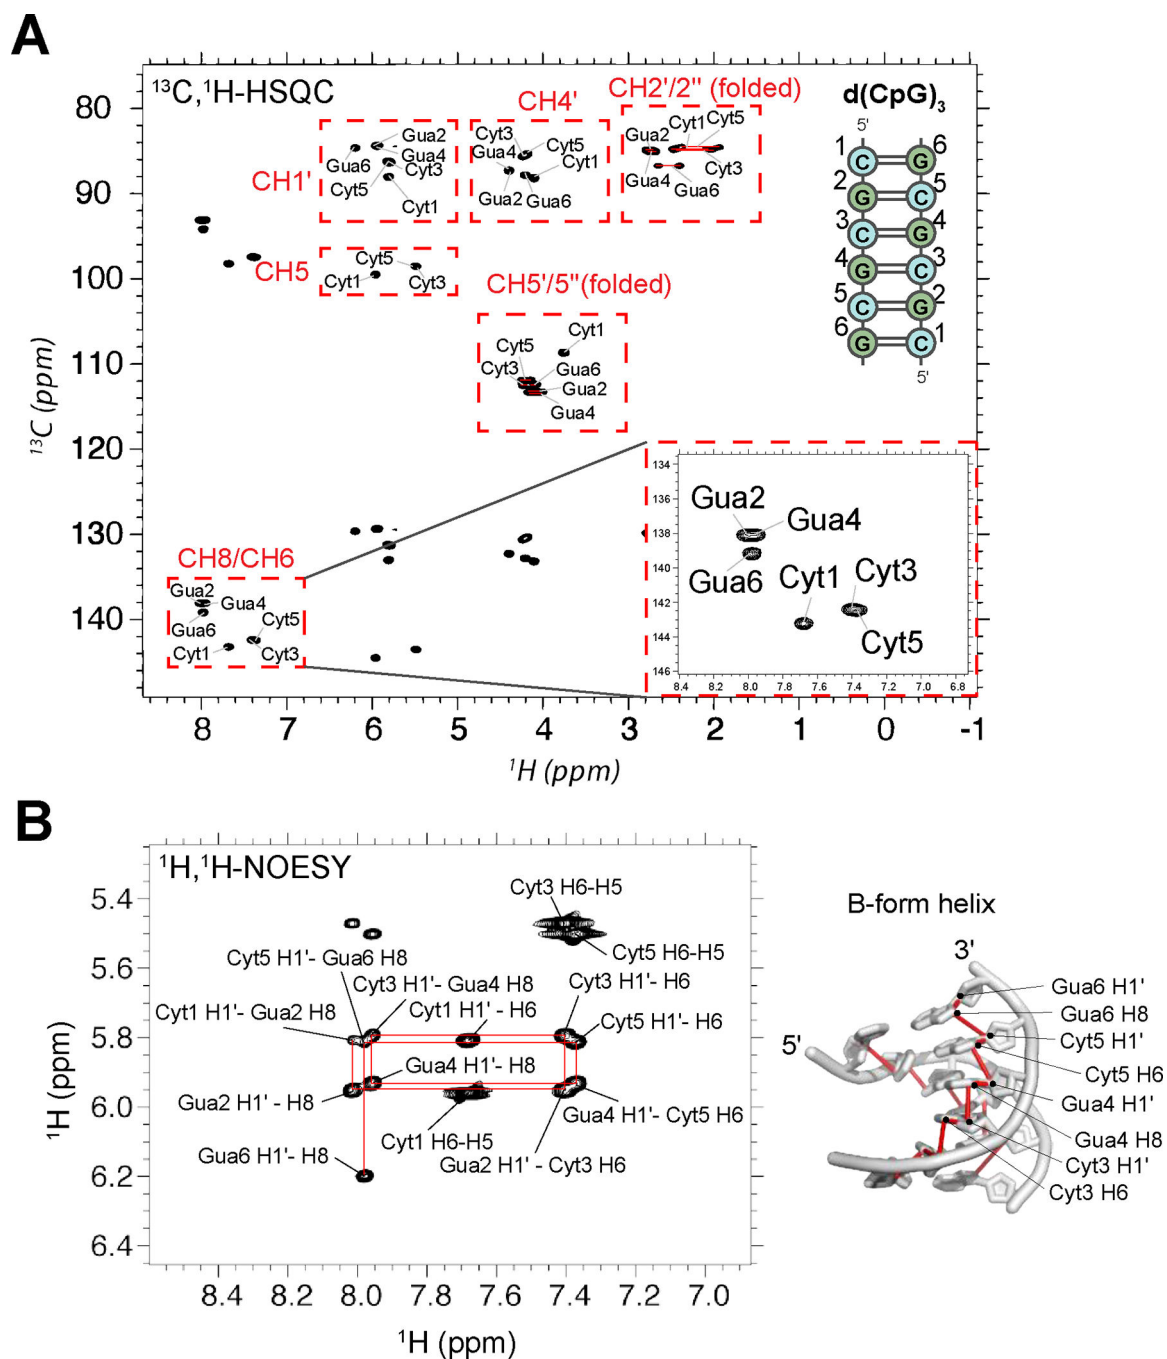 A
¹³C,¹H-HSQC
CH1'
Gua2
Gua4
Gua6
Cyt3
Cyt5
Cyt1
CH4'
Cyt3
Cyt5
Gua4
Cyt1
Gua2
Gua6
CH2'/2'' (folded)
Cyt1
Cyt5
Gua2
Cyt3
Gua4
Gua6
d(CpG)₃
5'
1 C G 6
2 G C 5
3 C G 4
4 G C 3
5 C G 2
6 G C 1
5'
CH5
Cyt5
Cyt1
Cyt3
CH5'/5''(folded)
Cyt1
Cyt5
Cyt3
Gua6
Gua2
Gua4
CH8/CH6
Gua2
Gua4
Gua6
Cyt5
Cyt1
Cyt3
134
136
138
140
142
144
146
Gua2
Gua4
Gua6
Cyt1
Cyt3
Cyt5
8.4 8.2 8.0 7.8 7.6 7.4 7.2 7.0 6.8
80
90
100
110
120
130
140
¹³C (ppm)
8 7 6 5 4 3 2 1 0 -1
¹H (ppm)
B
¹H,¹H-NOESY
Cyt3 H6-H5
Cyt5 H6-H5
Cyt5 H1'- Gua6 H8
Cyt3 H1'- Gua4 H8
Cyt3 H1'- H6
Cyt1 H1'- Gua2 H8
Cyt1 H1' - H6
Cyt5 H1'- H6
Gua4 H1'- H8
Gua2 H1' - H8
Gua4 H1'- Cyt5 H6
Cyt1 H6-H5
Gua2 H1' - Cyt3 H6
Gua6 H1'- H8
5.4
5.6
5.8
6.0
6.2
6.4
¹H (ppm)
8.4 8.2 8.0 7.8 7.6 7.4 7.2 7.0
¹H (ppm)
B-form helix
3'
5'
Gua6 H1'
Gua6 H8
Cyt5 H1'
Cyt5 H6
Gua4 H1'
Gua4 H8
Cyt3 H1'
Cyt3 H6